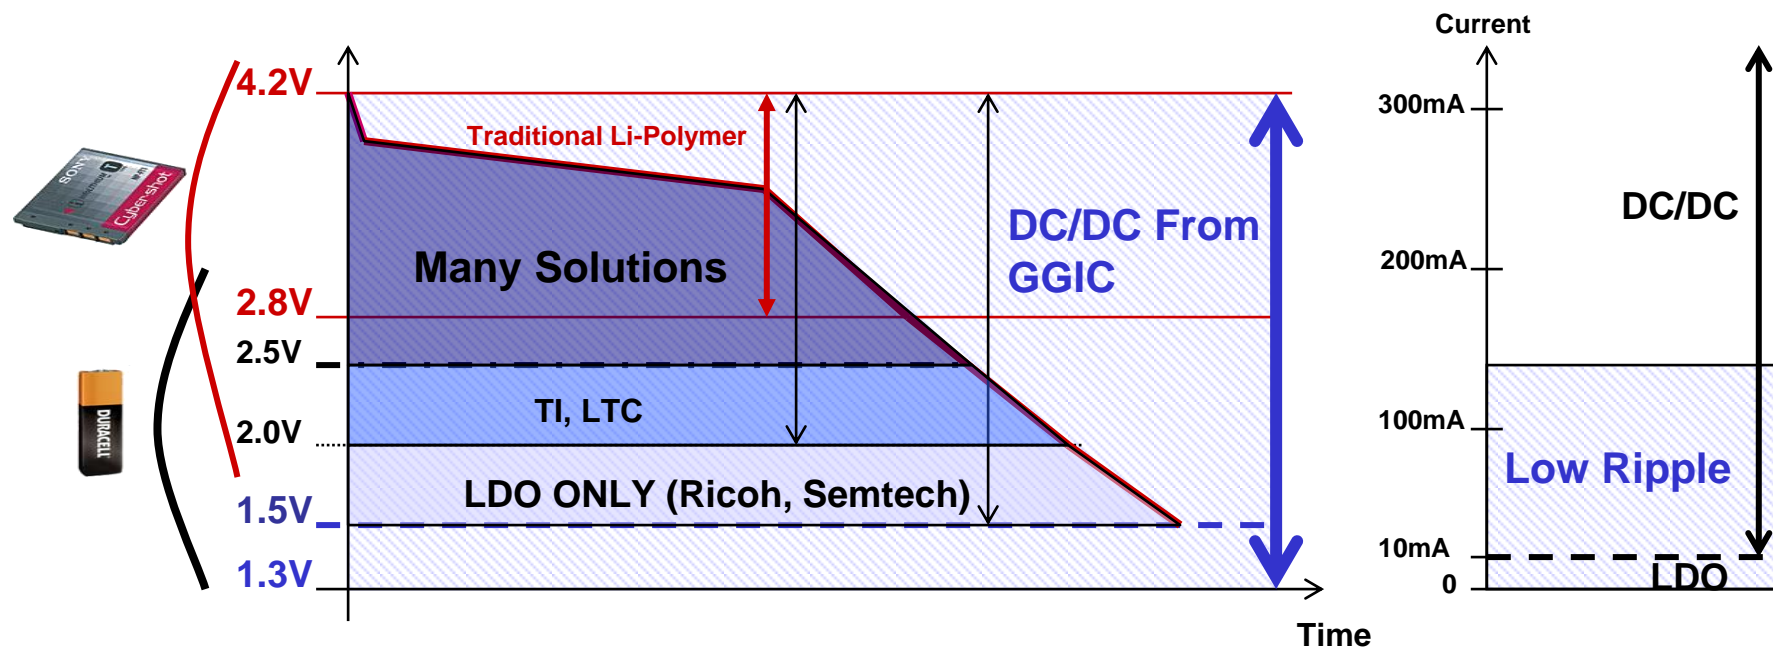 Current
4.2V
300mA
Traditional Li-Polymer
SONY
Cyber-shot
DC/DC
DC/DC From
GGIC
Many Solutions
200mA
2.8V
2.5V
TI, LTC
100mA
2.0V
DURACELL
Low Ripple
LDO ONLY (Ricoh, Semtech)
1.5V
10mA
1.3V
0
LDO
Time